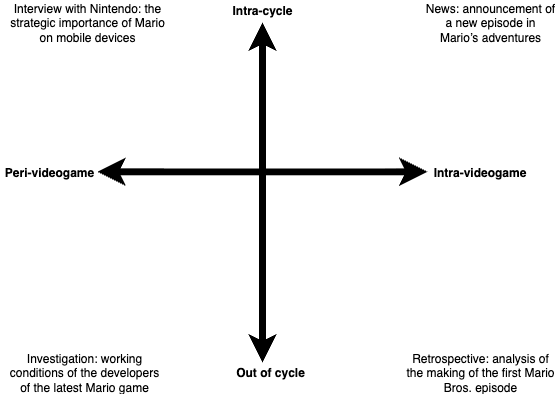 Interview with Nintendo: the
strategic importance of Mario
on mobile devices
Intra-cycle
News: announcement of
a new episode in
Mario's adventures
Peri-videogame
Intra-videogame
Investigation: working
conditions of the developers
of the latest Mario game
Out of cycle
Retrospective: analysis of
the making of the first Mario
Bros. episode